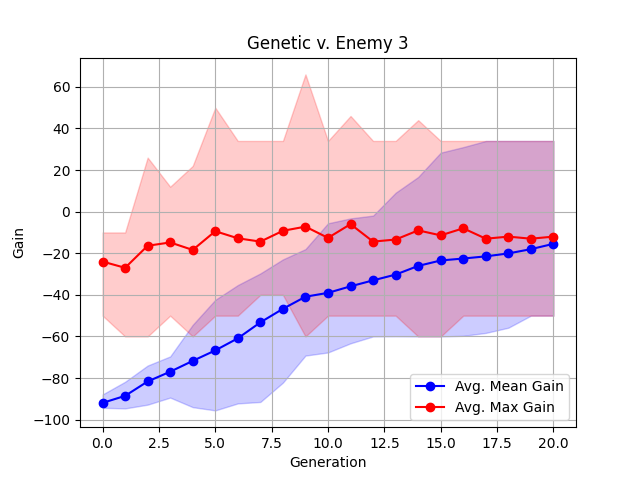 Genetic v. Enemy 3
60
40
20
0
−20
−40
−60
−80
−100
Gain
0.0 2.5 5.0 7.5 10.0 12.5 15.0 17.5 20.0
Generation
Avg. Mean Gain
Avg. Max Gain